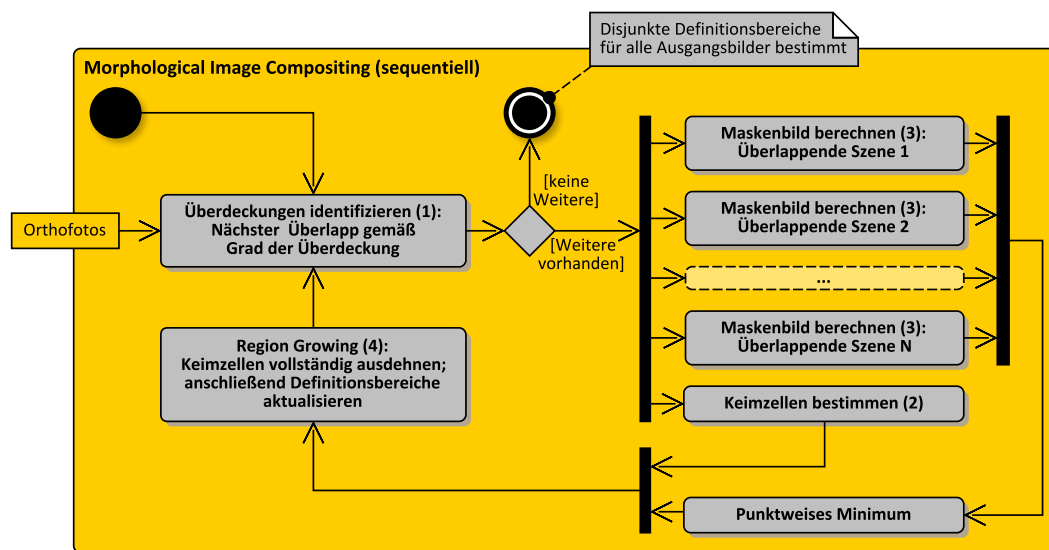 Disjunkte Definitionsbereiche
für alle Ausgangsbilder bestimmt
Morphological Image Compositing (sequentiell)
Maskenbild berechnen (3):
Überlappende Szene 1
[keine
Weitere]
Orthofotos
Überdeckungen identifizieren (1):
Nächster Überlapp gemäß
Grad der Überdeckung
Maskenbild berechnen (3):
Überlappende Szene 2
[Weitere
vorhanden]
...
Region Growing (4):
Keimzellen vollständig ausdehnen;
anschließend Definitionsbereiche
aktualisieren
Maskenbild berechnen (3):
Überlappende Szene N
Keimzellen bestimmen (2)
Punktweises Minimum